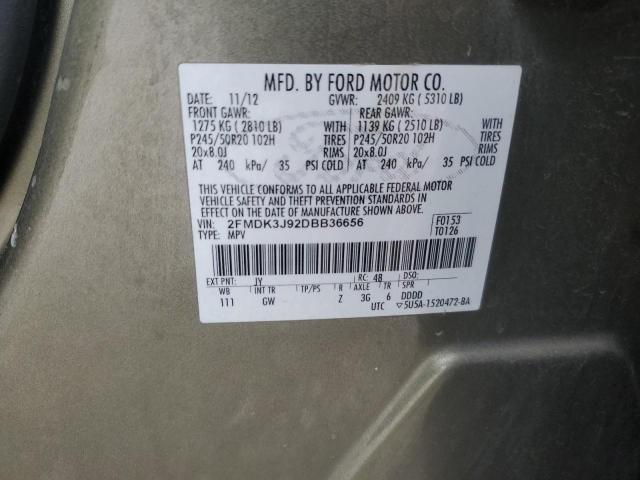 MFD. BY FORD MOTOR CO.
DATE: 11/12 GVWR: 2409 KG ( 5310 LB)
FRONT GAWR: REAR GAWR:
1275 KG ( 2810 LB) WITH 1139 KG ( 2510 LB) WITH
P245/50R20 102H TIRES P245/50R20 102H TIRES
20x8.0J RIMS 20x8.0J RIMS
AT 240 kPa/ 35 PSI COLD AT 240 kPa/ 35 PSI COLD
THIS VEHICLE CONFORMS TO ALL APPLICABLE FEDERAL MOTOR
VEHICLE SAFETY AND THEFT PREVENTION STANDARDS IN
EFFECT ON THE DATE OF MANUFACTURE SHOWN ABOVE.
VIN: 2FMDK3J92DBB36656 F0153
TYPE: MPV T0126
EXT PNT: JY RC: 48 DSO:
WB INT TR TP/PS R AXLE TR SPR
111 GW Z 3G 6 DDDD
UTC ▽5U5A-1520472-BA